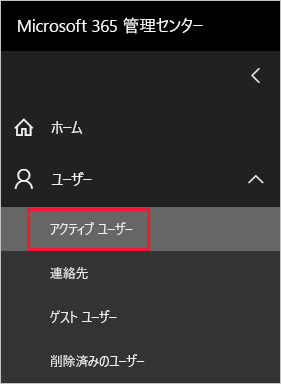 Microsoft 365 管理センター
ホーム
ユーザー
アクティブ ユーザー
連絡先
ゲスト ユーザー
削除済みのユーザー